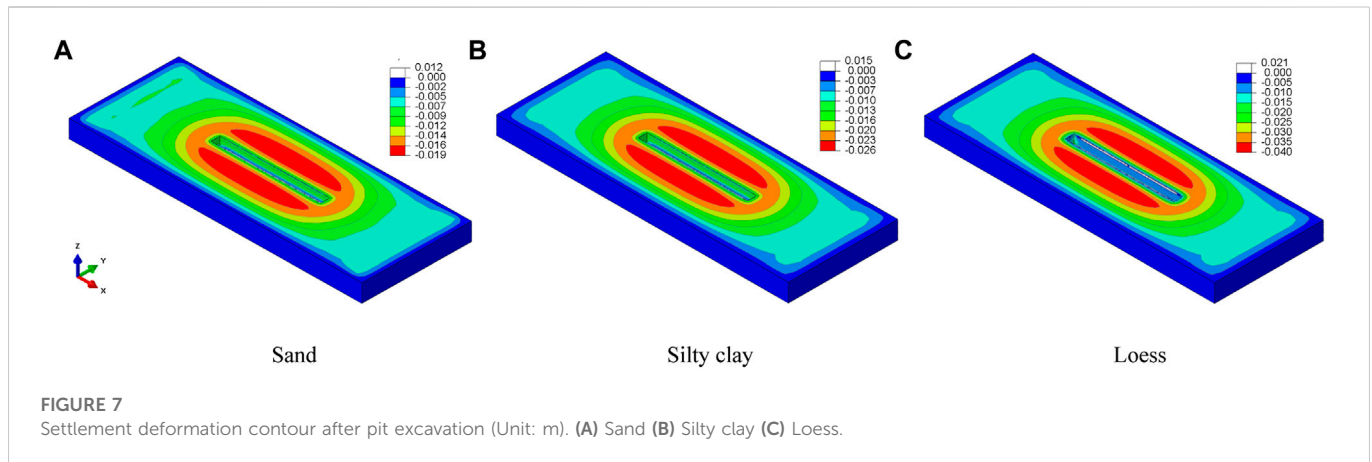 A
0.012
0.000
-0.002
-0.005
-0.007
-0.009
-0.012
-0.014
-0.016
-0.019
B
0.015
0.000
-0.003
-0.007
-0.010
-0.013
-0.016
-0.020
-0.023
-0.026
C
0.021
0.000
-0.005
-0.010
-0.015
-0.020
-0.025
-0.030
-0.035
-0.040
Z
Y
X
Sand
Silty clay
Loess
FIGURE 7
Settlement deformation contour after pit excavation (Unit: m). (A) Sand (B) Silty clay (C) Loess.